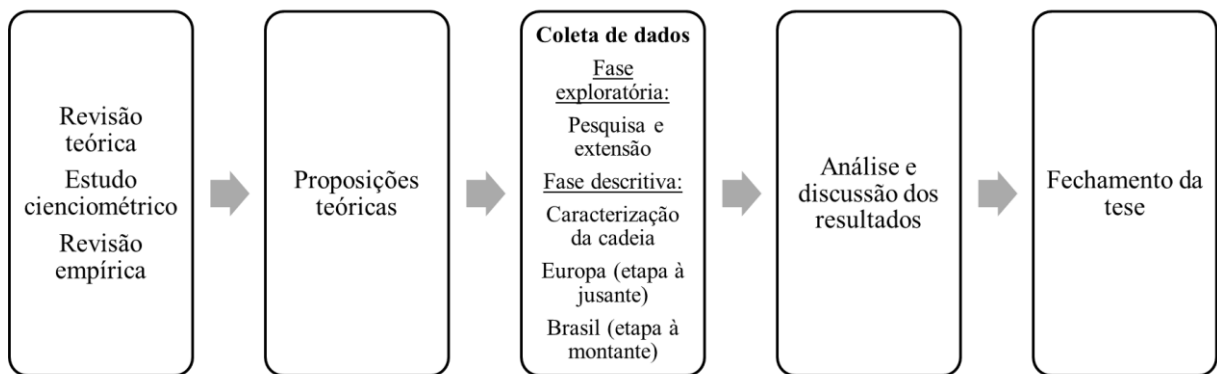 Revisão
teórica
Estudo
cienciométrico
Revisão
empírica
Proposições
teóricas
Coleta de dados
Fase
exploratória:
Pesquisa e
extensão
Fase descritiva:
Caracterização
da cadeia
Europa (etapa à
jusante)
Brasil (etapa à
montante)
Análise e
discussão dos
resultados
Fechamento da
tese